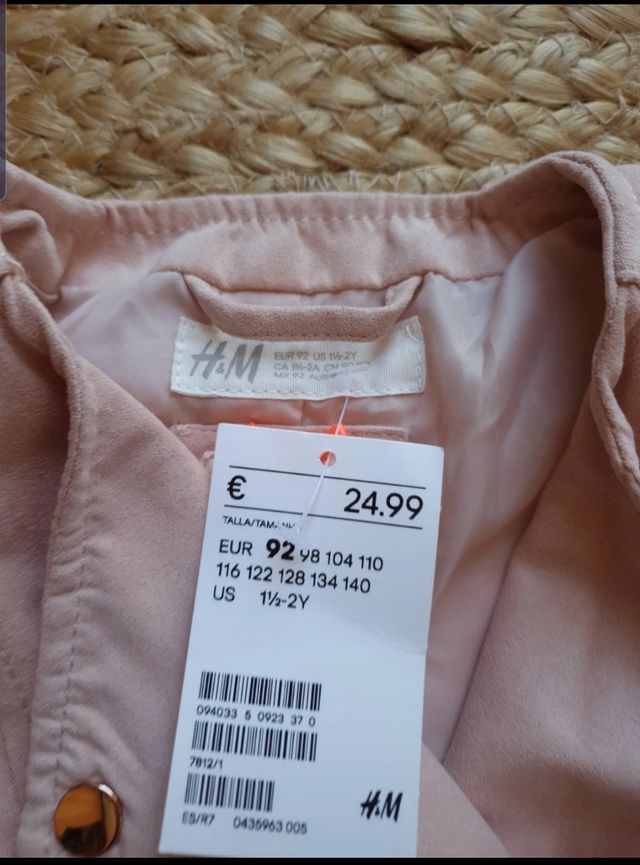 H&M
EUR 92 US 1½-2Y
CA 1½-2A CN
MX 92
€ 24.99
EUR 92 98 104 110
116 122 128 134 140
US 1½-2Y
094033 5 0923 37 0
7812/1
ES/R7 0435963 005
H&M